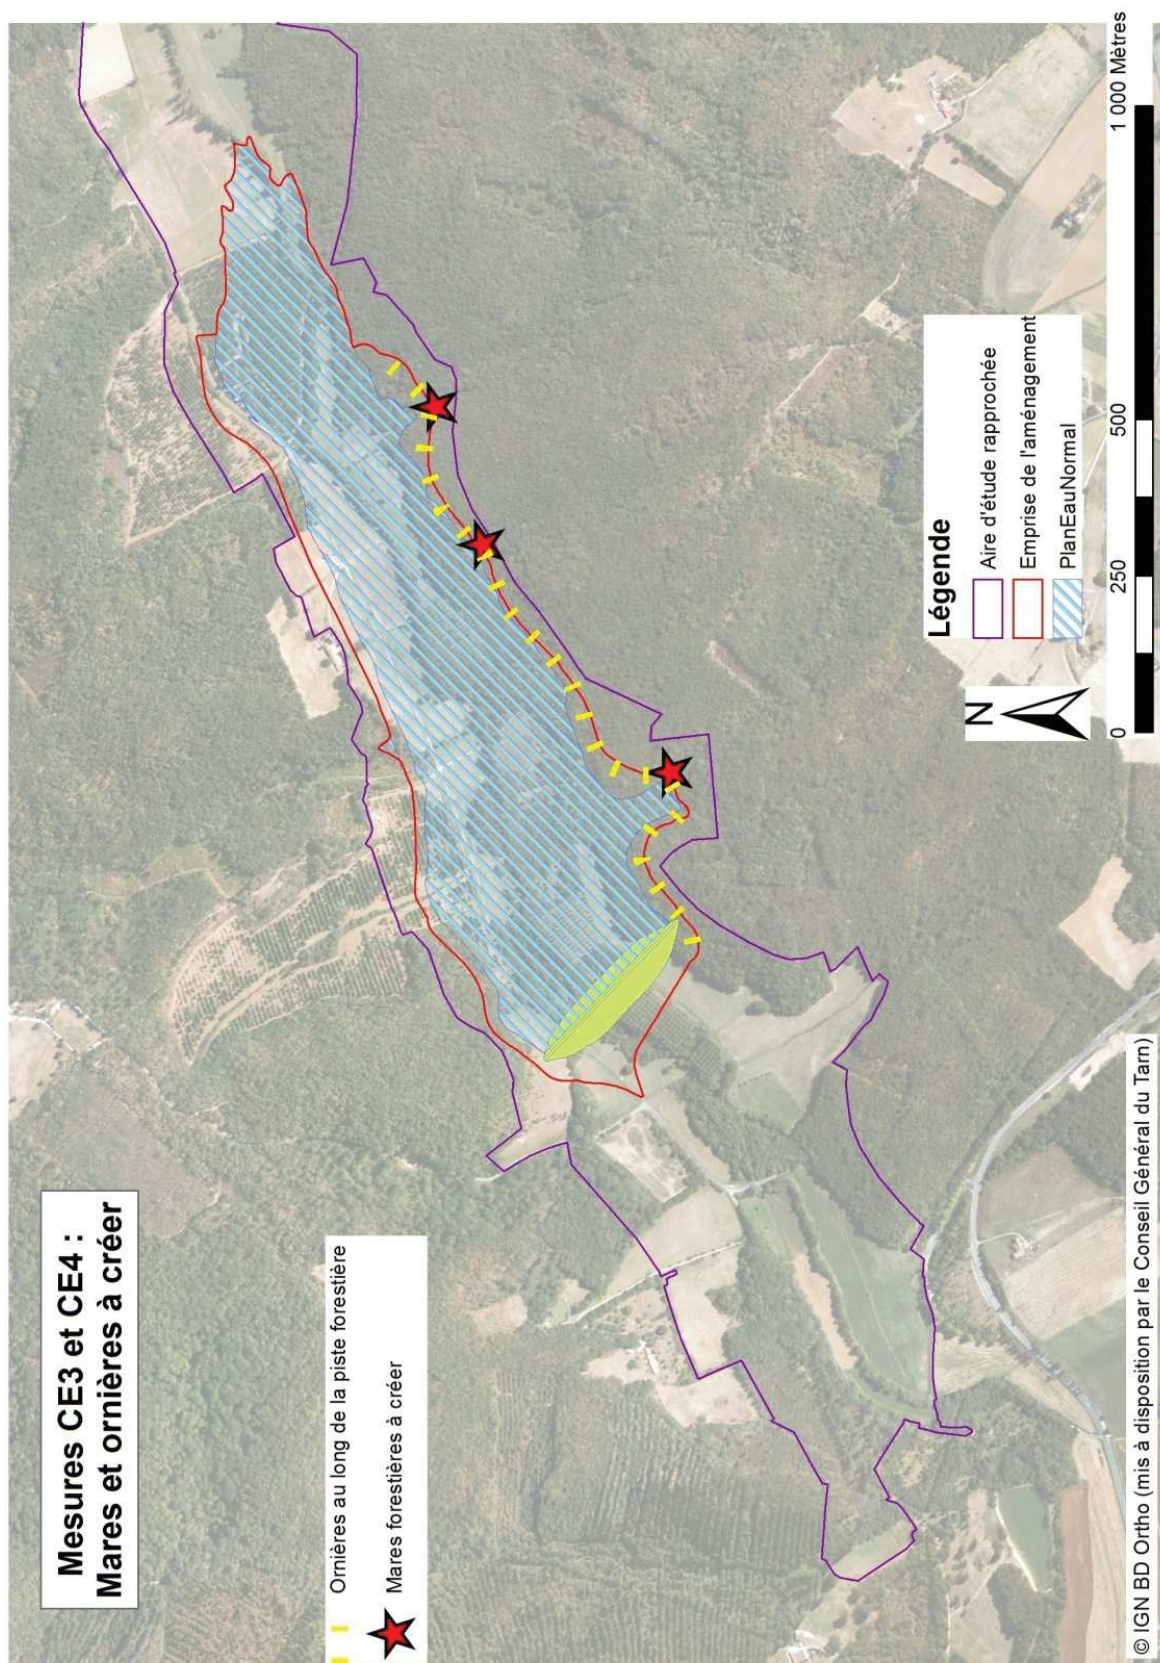 Mesures CE3 et CE4 :
Mares et ornières à créer
Ornières au long de la piste forestière
Mares forestières à créer
N
Légende
Aire d'étude rapprochée
Emprise de l'aménagement
PlanEauNormal
0 250 500 1 000 Mètres
© IGN BD Ortho (mis à disposition par le Conseil Général du Tarn)